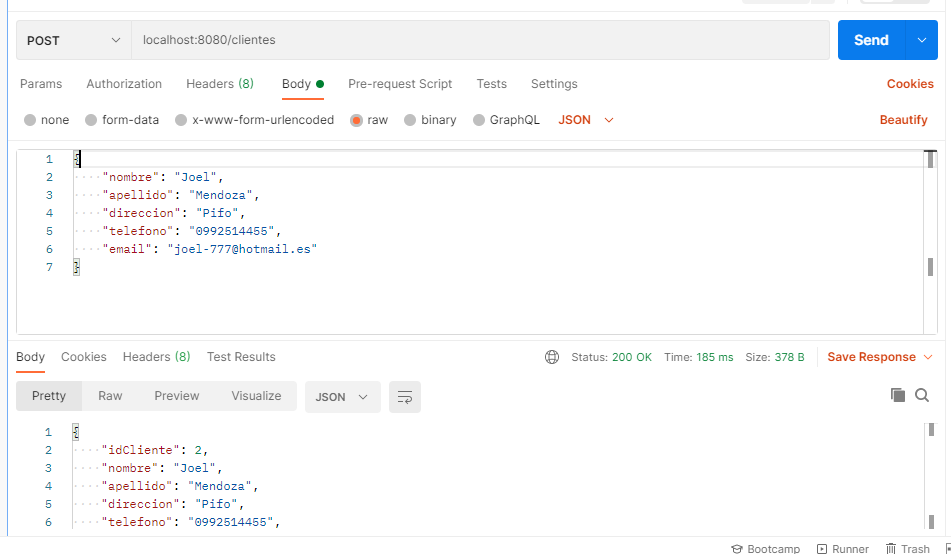 POST localhost:8080/clientes Send
Params Authorization Headers (8) Body Pre-request Script Tests Settings Cookies
none form-data x-www-form-urlencoded raw binary GraphQL JSON Beautify
1 {
2 "nombre": "Joel",
3 "apellido": "Mendoza",
4 "direccion": "Pifo",
5 "telefono": "0992514455",
6 "email": "joel-777@hotmail.es"
7 }
Body Cookies Headers (8) Test Results Status: 200 OK Time: 185 ms Size: 378 B Save Response
Pretty Raw Preview Visualize JSON
1 {
2 "idCliente": 2,
3 "nombre": "Joel",
4 "apellido": "Mendoza",
5 "direccion": "Pifo",
6 "telefono": "0992514455",
Bootcamp Runner Trash